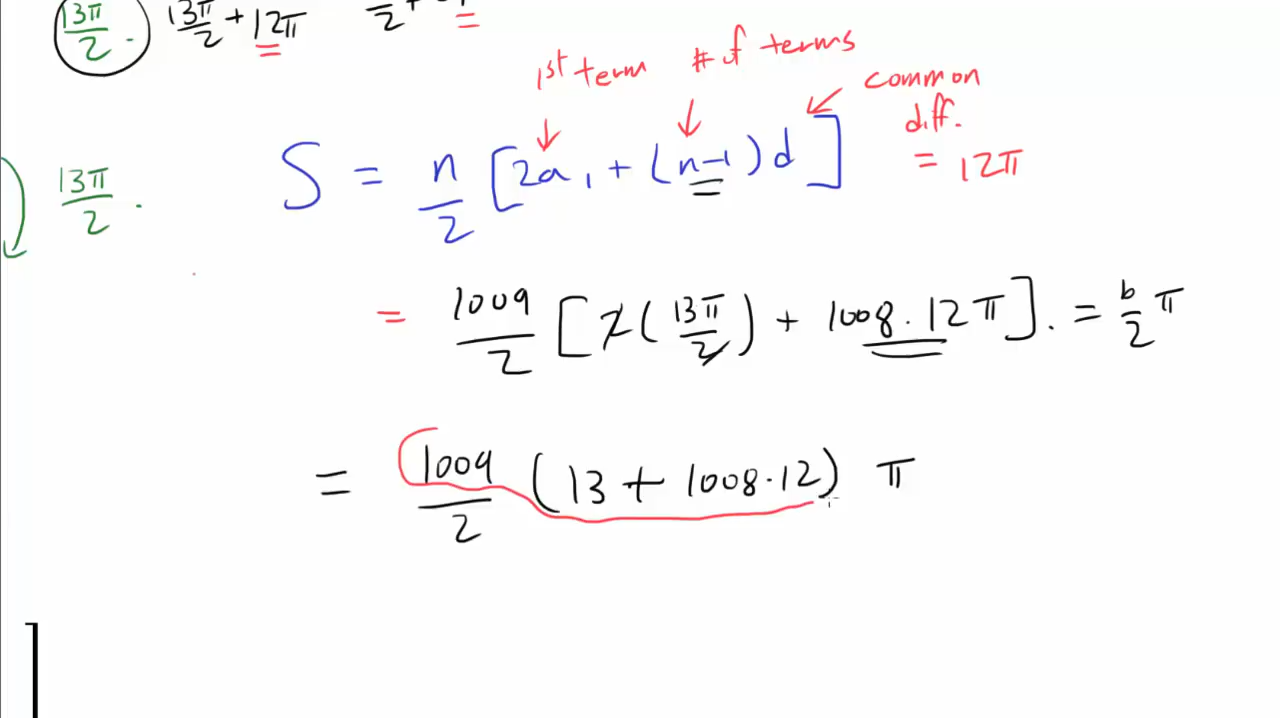 13π/2 . 13π/2 + 12π
1st term # of terms
common diff. = 12π
13π/2 .
S = n/2 [2a₁ + (n-1)d]
= 1009/2 [2(13π/2) + 1008·12π]. = b/2 π
= 1009/2 (13 + 1008·12) π